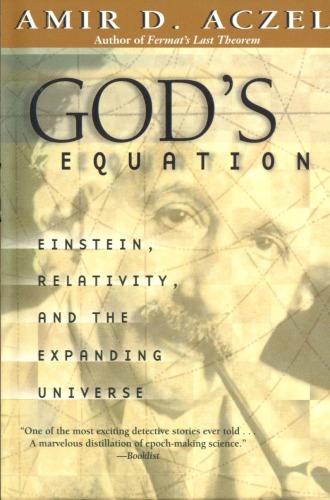 AMIR D. ACZEL
Author of Fermat's Last Theorem
GOD'S
EQUATION
EINSTEIN,
RELATIVITY,
AND THE
EXPANDING
UNIVERSE
“One of the most exciting detective stories ever told . . .
A marvelous distillation of epoch-making science.”
—Booklist